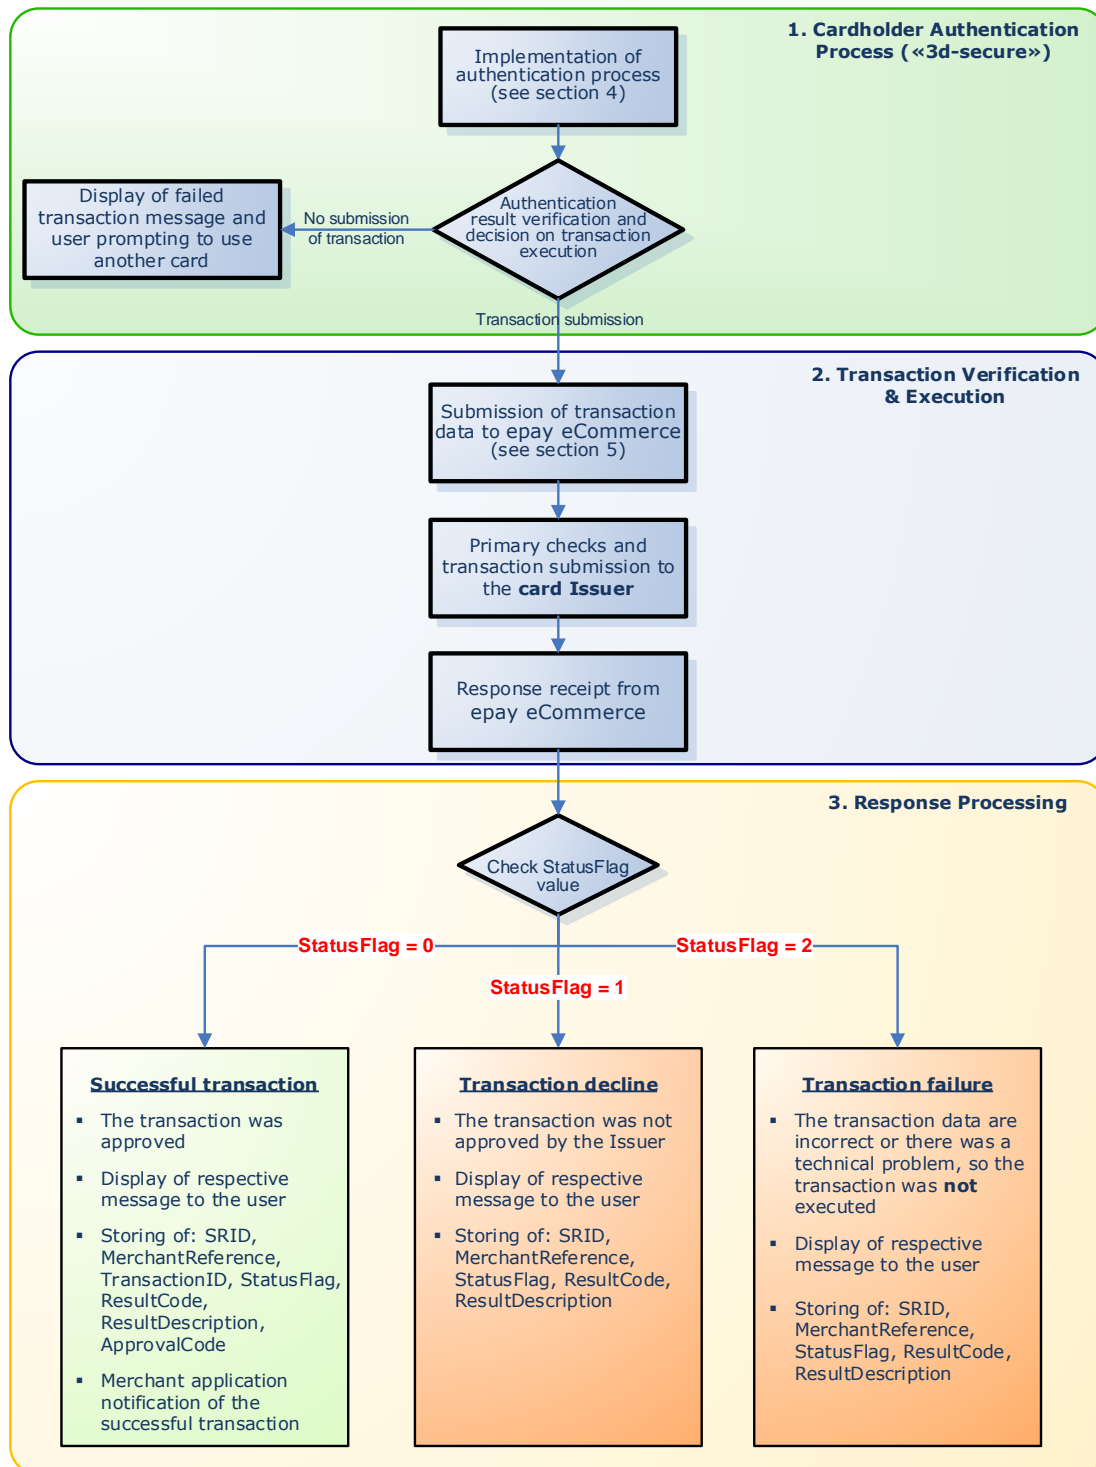 1. Cardholder Authentication
Process («3d-secure»)
Implementation of
authentication process
(see section 4)
Authentication
result verification and
decision on transaction
execution
No submission
of transaction
Display of failed
transaction message and
user prompting to use
another card
Transaction submission
2. Transaction Verification
& Execution
Submission of transaction
data to epay eCommerce
(see section 5)
Primary checks and
transaction submission to
the card Issuer
Response receipt from
epay eCommerce
3. Response Processing
Check StatusFlag
value
StatusFlag = 0
StatusFlag = 1
StatusFlag = 2
Successful transaction
▪ The transaction was
approved
▪ Display of respective
message to the user
▪ Storing of: SRID,
MerchantReference,
TransactionID, StatusFlag,
ResultCode,
ResultDescription,
ApprovalCode
▪ Merchant application
notification of the
successful transaction
Transaction decline
▪ The transaction was not
approved by the Issuer
▪ Display of respective
message to the user
▪ Storing of: SRID,
MerchantReference,
StatusFlag, ResultCode,
ResultDescription
Transaction failure
▪ The transaction data are
incorrect or there was a
technical problem, so the
transaction was not
executed
▪ Display of respective
message to the user
▪ Storing of: SRID,
MerchantReference,
StatusFlag, ResultCode,
ResultDescription